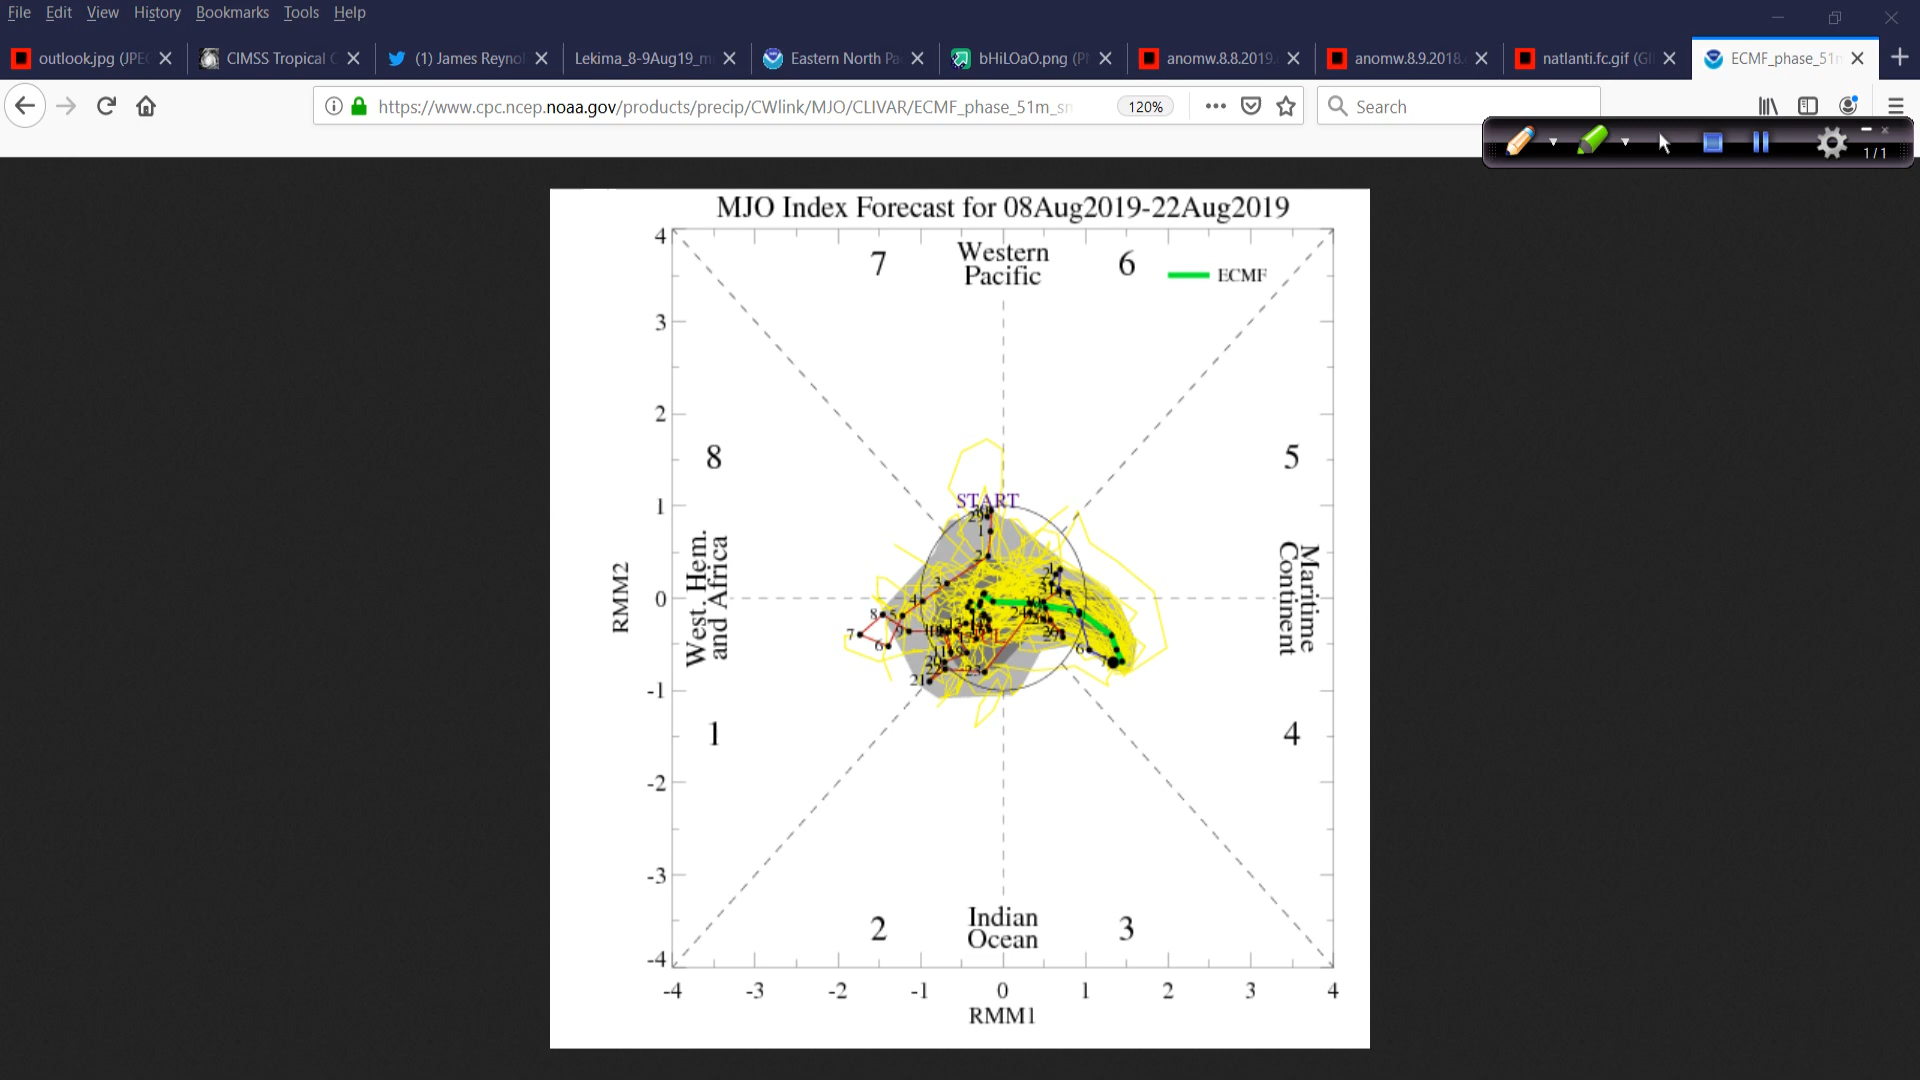 File Edit View History Bookmarks Tools Help
outlook.jpg (JPE
CIMSS Tropical C
(1) James Reynol
Lekima_8-9Aug19_m
Eastern North Pa
bHiLOaO.png (P
anomw.8.8.2019.
anomw.8.9.2018.
natlanti.fc.gif (GI
ECMF_phase_51m
https://www.cpc.ncep.noaa.gov/products/precip/CWlink/MJO/CLIVAR/ECMF_phase_51m_sm
120%
Search
1/1
MJO Index Forecast for 08Aug2019-22Aug2019
7
Western
Pacific
6
ECMF
8
5
START
West. Hem.
and Africa
Maritime
Continent
1
4
2
Indian
Ocean
3
4
3
2
1
0
-1
-2
-3
-4
RMM2
-4 -3 -2 -1 0 1 2 3 4
RMM1